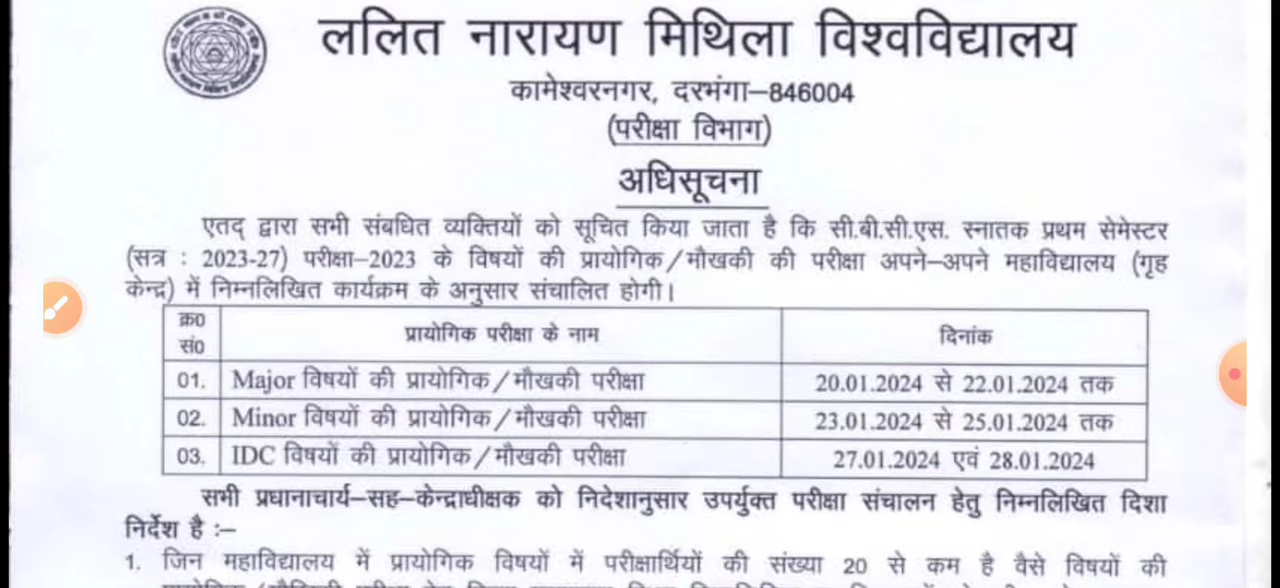 ललित नारायण मिथिला विश्वविद्यालय
कामेश्वरनगर, दरभंगा–846004
(परीक्षा विभाग)
अधिसूचना
एतद् द्वारा सभी संबधित व्यक्तियों को सूचित किया जाता है कि सी.बी.सी.एस. स्नातक प्रथम सेमेस्टर
(सत्र : 2023-27) परीक्षा–2023 के विषयों की प्रायोगिक/मौखकी की परीक्षा अपने–अपने महाविद्यालय (गृह
केन्द्र) में निम्नलिखित कार्यक्रम के अनुसार संचालित होगी।
क्र0 सं0 प्रायोगिक परीक्षा के नाम दिनांक
01. Major विषयों की प्रायोगिक/मौखकी परीक्षा 20.01.2024 से 22.01.2024 तक
02. Minor विषयों की प्रायोगिक/मौखकी परीक्षा 23.01.2024 से 25.01.2024 तक
03. IDC विषयों की प्रायोगिक/मौखकी परीक्षा 27.01.2024 एवं 28.01.2024
सभी प्रधानाचार्य–सह–केन्द्राधीक्षक को निदेशानुसार उपर्युक्त परीक्षा संचालन हेतु निम्नलिखित दिशा
निर्देश है :–
1. जिन महाविद्यालय में प्रायोगिक विषयों में परीक्षार्थियों की संख्या 20 से कम है वैसे विषयों की